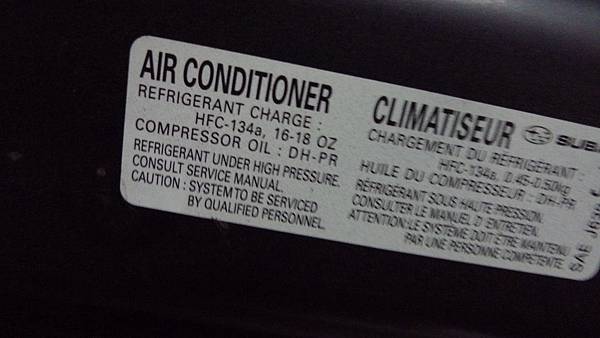 AIR CONDITIONER
REFRIGERANT CHARGE :
HFC-134a, 16-18 OZ
COMPRESSOR OIL : DH-PR
REFRIGERANT UNDER HIGH PRESSURE.
CONSULT SERVICE MANUAL.
CAUTION : SYSTEM TO BE SERVICED
BY QUALIFIED PERSONNEL.
CLIMATISEUR
CHARGEMENT DU REFRIGERANT :
HFC-134a, 0.45-0.50kg
HUILE DU COMPRESSEUR : DH-PR
REFRIGERANT SOUS HAUTE PRESSION.
CONSULTER LE MANUEL D' ENTRETIEN.
ATTENTION:LE SYSTEME DOIT ETRE MAINTENU
PAR UNE PERSONNE COMPETENTE.
SAE